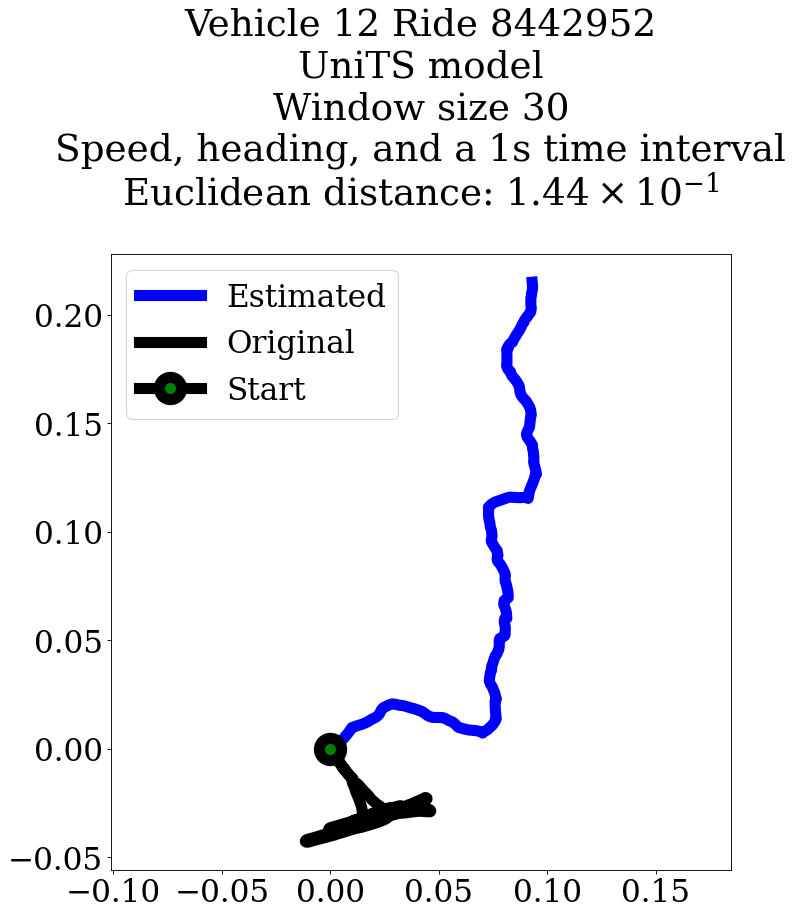 Vehicle 12 Ride 8442952
UniTS model
Window size 30
Speed, heading, and a 1s time interval
Euclidean distance: 1.44 × 10⁻¹
Estimated
Original
Start
0.20
0.15
0.10
0.05
0.00
−0.05
−0.10 −0.05 0.00 0.05 0.10 0.15